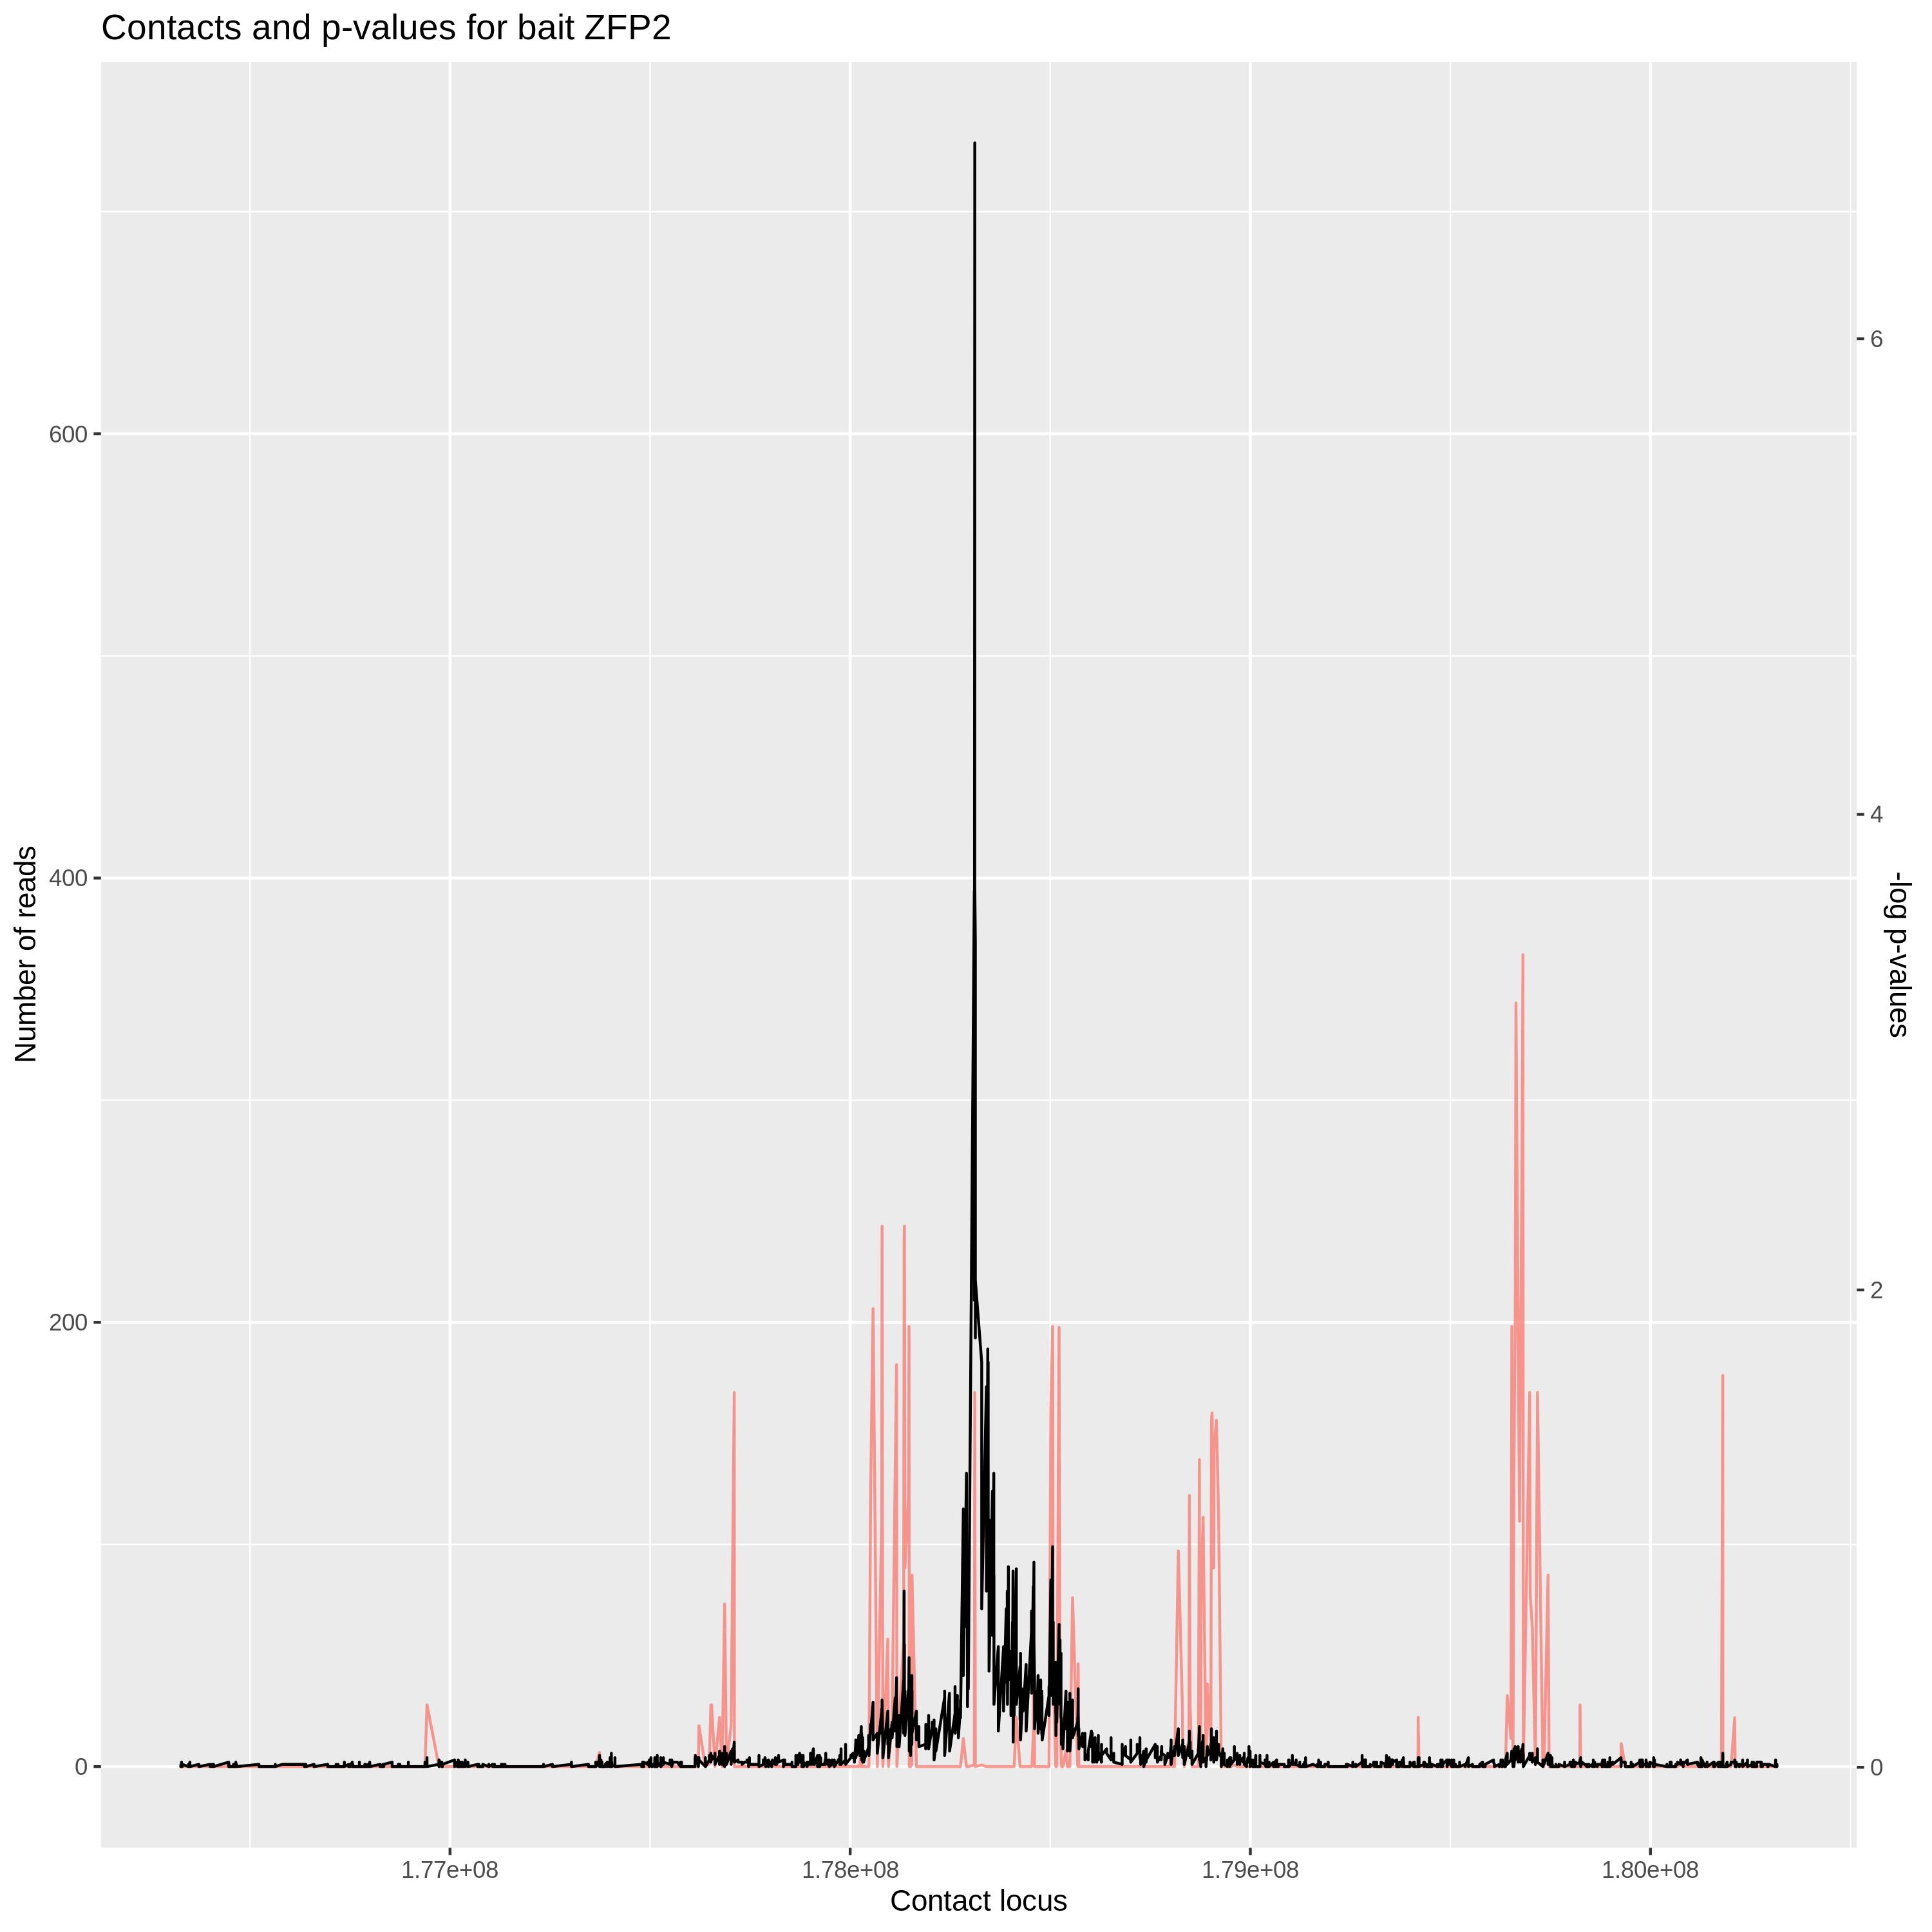 Contacts and p-values for bait ZFP2
Number of reads
600
400
200
0
6
4
2
0
-log p-values
1.77e+08
1.78e+08
1.79e+08
1.80e+08
Contact locus